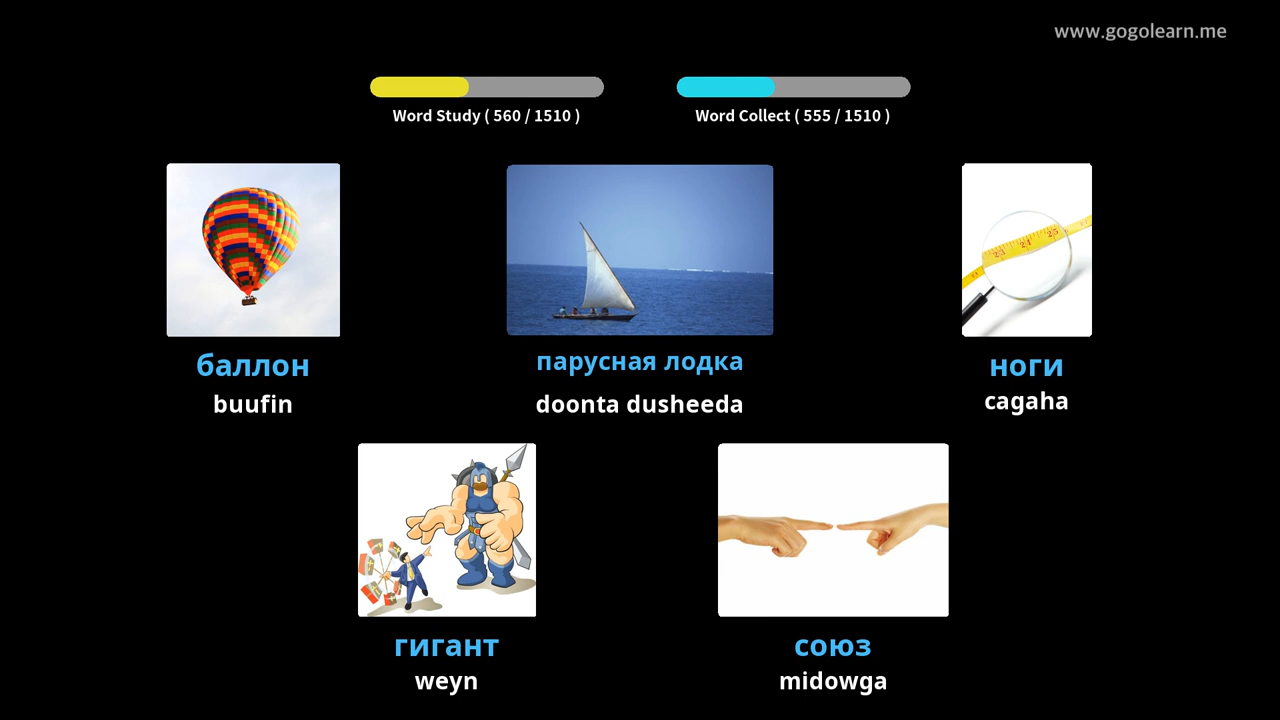 www.gogolearn.me
Word Study ( 560 / 1510 )
Word Collect ( 555 / 1510 )
баллон
buufin
парусная лодка
doonta dusheeda
ноги
cagaha
гигант
weyn
союз
midowga